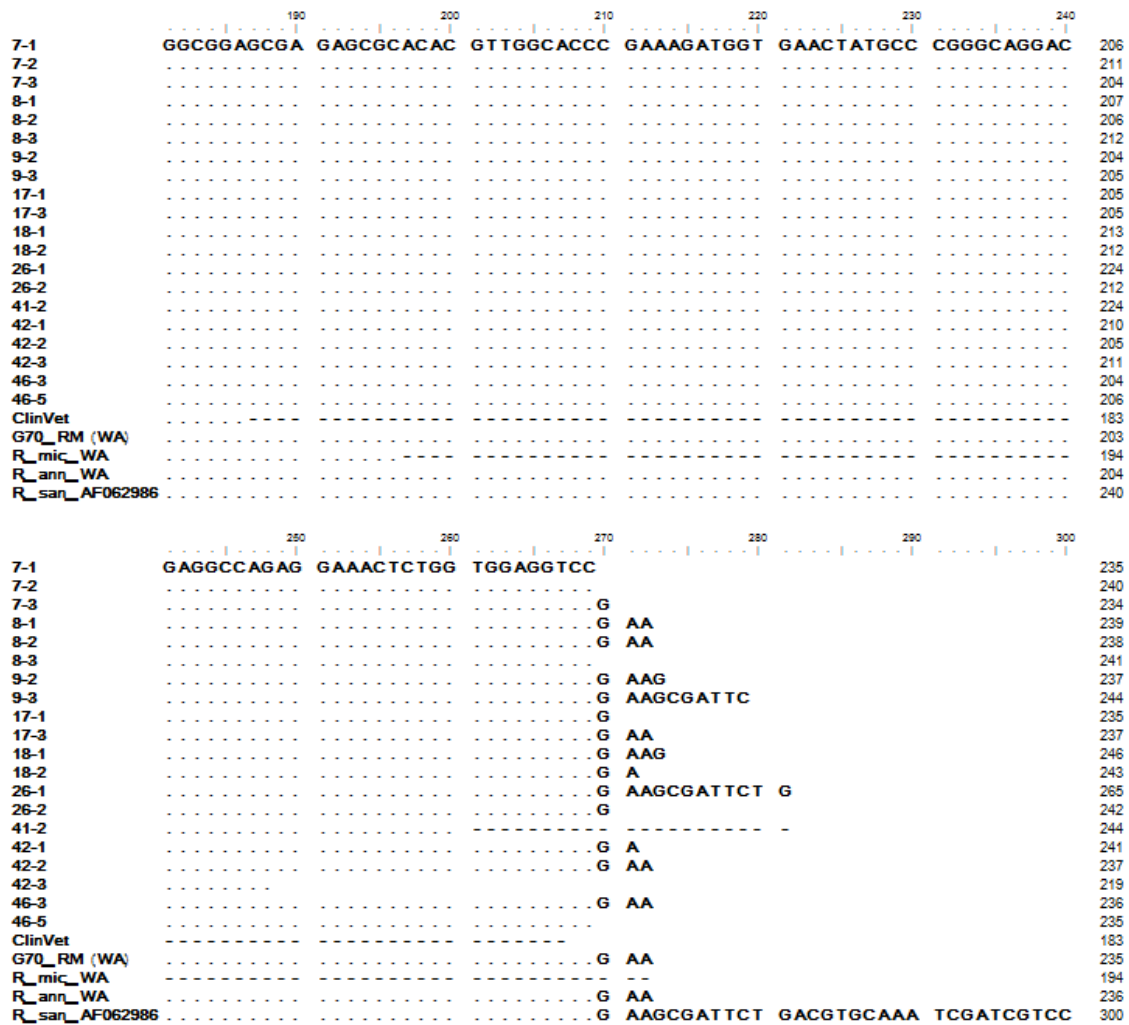 190 200 210 220 230 240
7-1 GGCGGAGCGA GAGCGCACAC GTTGGCACCC GAAAGATGGT GAACTATGCC CGGGCAGGAC 206
7-2 .......... .......... .......... .......... .......... .......... 211
7-3 .......... .......... .......... .......... .......... .......... 204
8-1 .......... .......... .......... .......... .......... .......... 207
8-2 .......... .......... .......... .......... .......... .......... 206
8-3 .......... .......... .......... .......... .......... .......... 212
9-2 .......... .......... .......... .......... .......... .......... 204
9-3 .......... .......... .......... .......... .......... .......... 205
17-1 .......... .......... .......... .......... .......... .......... 205
17-3 .......... .......... .......... .......... .......... .......... 205
18-1 .......... .......... .......... .......... .......... .......... 213
18-2 .......... .......... .......... .......... .......... .......... 212
26-1 .......... .......... .......... .......... .......... .......... 224
26-2 .......... .......... .......... .......... .......... .......... 212
41-2 .......... .......... .......... .......... .......... .......... 224
42-1 .......... .......... .......... .......... .......... .......... 210
42-2 .......... .......... .......... .......... .......... .......... 205
42-3 .......... .......... .......... .......... .......... .......... 211
46-3 .......... .......... .......... .......... .......... .......... 204
46-5 .......... .......... .......... .......... .......... .......... 206
ClinVet ......---- ---------- ---------- ---------- ---------- ---------- 183
G70_RM (WA) .......... .......... .......... .......... .......... .......... 203
R_mic_WA .......... ......---- ---------- ---------- ---------- ---------- 194
R_ann_WA .......... .......... .......... .......... .......... .......... 204
R_san_AF062986 .......... .......... .......... .......... .......... .......... 240
250 260 270 280 290 300
7-1 GAGGCCAGAG GAAACTCTGG TGGAGGTCC 235
7-2 .......... .......... ......... 240
7-3 .......... .......... .........G 234
8-1 .......... .......... .........G AA 239
8-2 .......... .......... .........G AA 238
8-3 .......... .......... ......... 241
9-2 .......... .......... .........G AAG 237
9-3 .......... .......... .........G AAGCGATTC 244
17-1 .......... .......... .........G 235
17-3 .......... .......... .........G AA 237
18-1 .......... .......... .........G AAG 246
18-2 .......... .......... .........G A 243
26-1 .......... .......... .........G AAGCGATTCT G 265
26-2 .......... .......... .........G 242
41-2 .......... .......... ---------- ---------- - 244
42-1 .......... .......... .........G A 241
42-2 .......... .......... .........G AA 237
42-3 ........ 219
46-3 .......... .......... .........G AA 236
46-5 .......... .......... ......... 235
ClinVet ---------- ---------- ------- 183
G70_RM (WA) .......... .......... .........G AA 235
R_mic_WA ---------- ---------- ---------- -- 194
R_ann_WA .......... .......... .........G AA 236
R_san_AF062986 .......... .......... .........G AAGCGATTCT GACGTGCAAA TCGATCGTCC 300